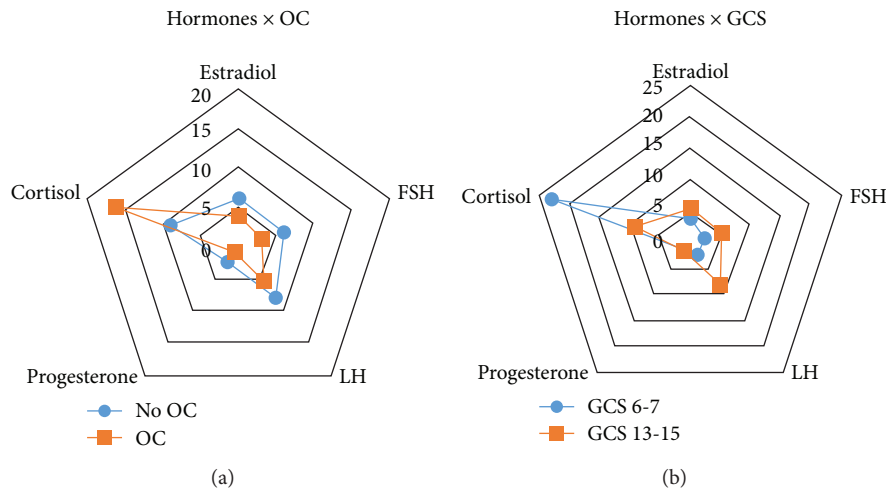 Hormones × OC
Estradiol
20
15
10
5
0
FSH
LH
Progesterone
Cortisol
No OC
OC
(a)
Hormones × GCS
Estradiol
25
20
15
10
5
0
FSH
LH
Progesterone
Cortisol
GCS 6-7
GCS 13-15
(b)